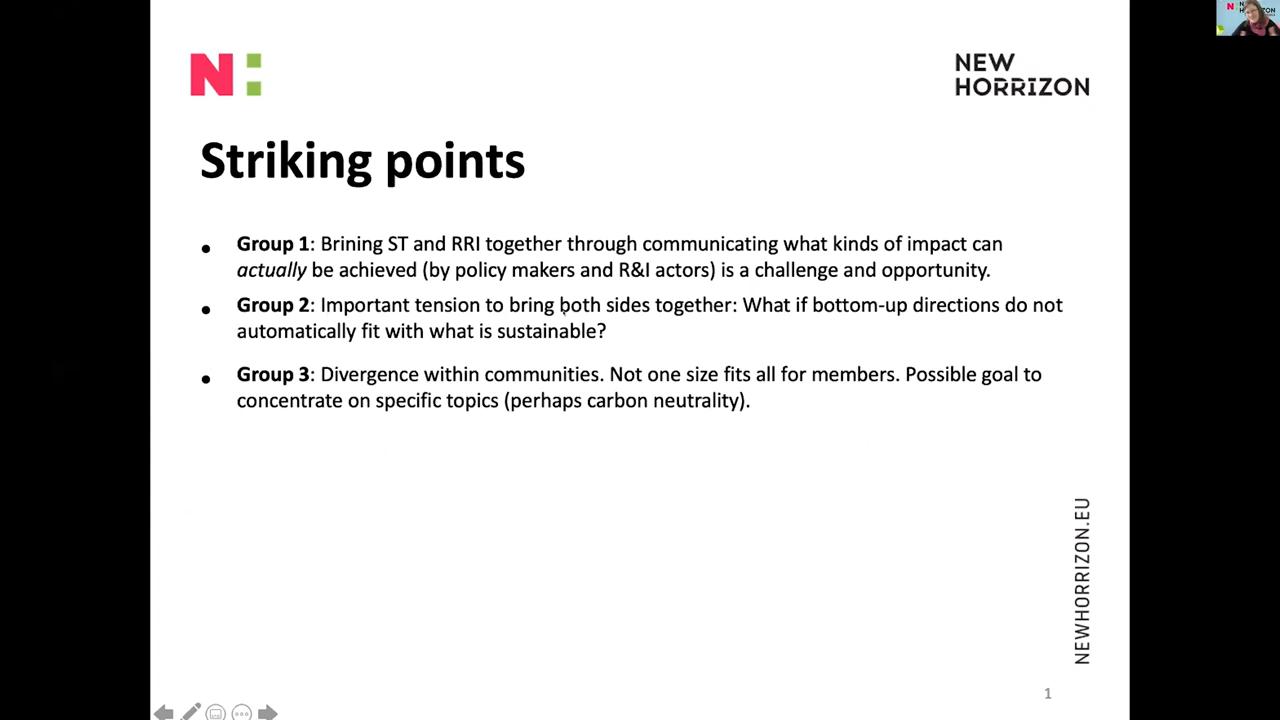 N:
NEW
HORRIZON
Striking points
• Group 1: Brining ST and RRI together through communicating what kinds of impact can
actually be achieved (by policy makers and R&I actors) is a challenge and opportunity.
• Group 2: Important tension to bring both sides together: What if bottom-up directions do not
automatically fit with what is sustainable?
• Group 3: Divergence within communities. Not one size fits all for members. Possible goal to
concentrate on specific topics (perhaps carbon neutrality).
NEWHORRIZON.EU
1